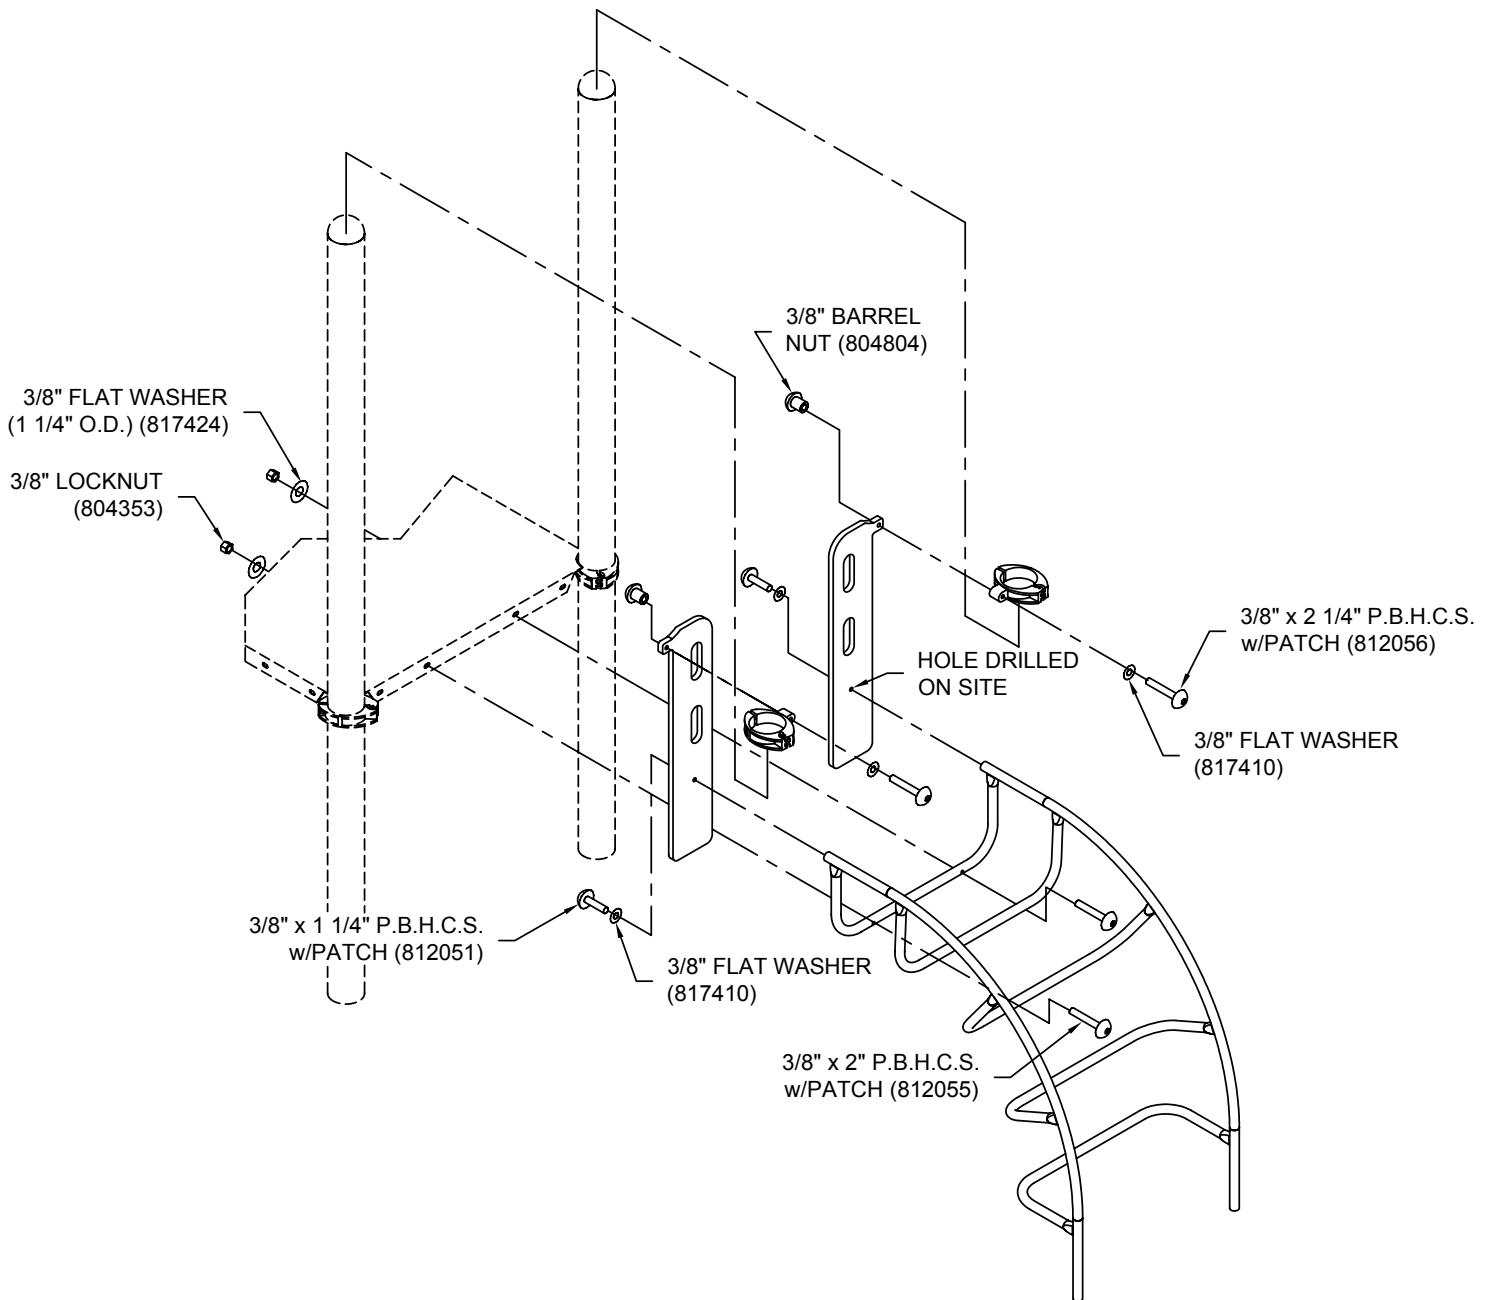 3/8" BARREL
NUT (804804)
3/8" FLAT WASHER
(1 1/4" O.D.) (817424)
3/8" LOCKNUT
(804353)
3/8" x 2 1/4" P.B.H.C.S.
w/PATCH (812056)
HOLE DRILLED
ON SITE
3/8" FLAT WASHER
(817410)
3/8" x 1 1/4" P.B.H.C.S.
w/PATCH (812051)
3/8" FLAT WASHER
(817410)
3/8" x 2" P.B.H.C.S.
w/PATCH (812055)